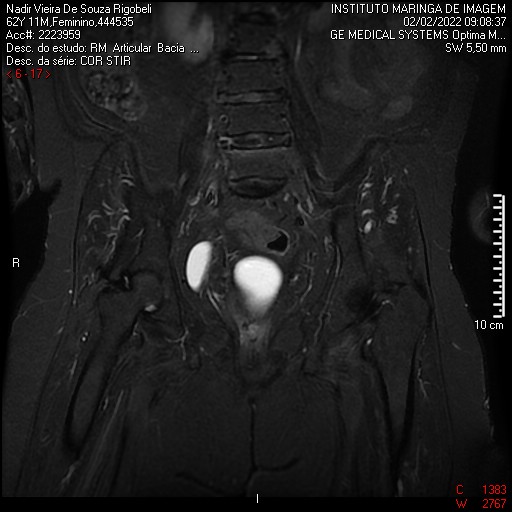 Nadir Vieira De Souza Rigobeli
62Y 11M,Feminino,444535
Acc#: 2223959
Desc. do estudo: RM Articular Bacia ...
Desc. da série: COR STIR
< 6 - 17 >
INSTITUTO MARINGA DE IMAGEM
02/02/2022 09:08:37
GE MEDICAL SYSTEMS Optima M...
SW 5,50 mm
R
10 cm
I
C 1383
W 2767